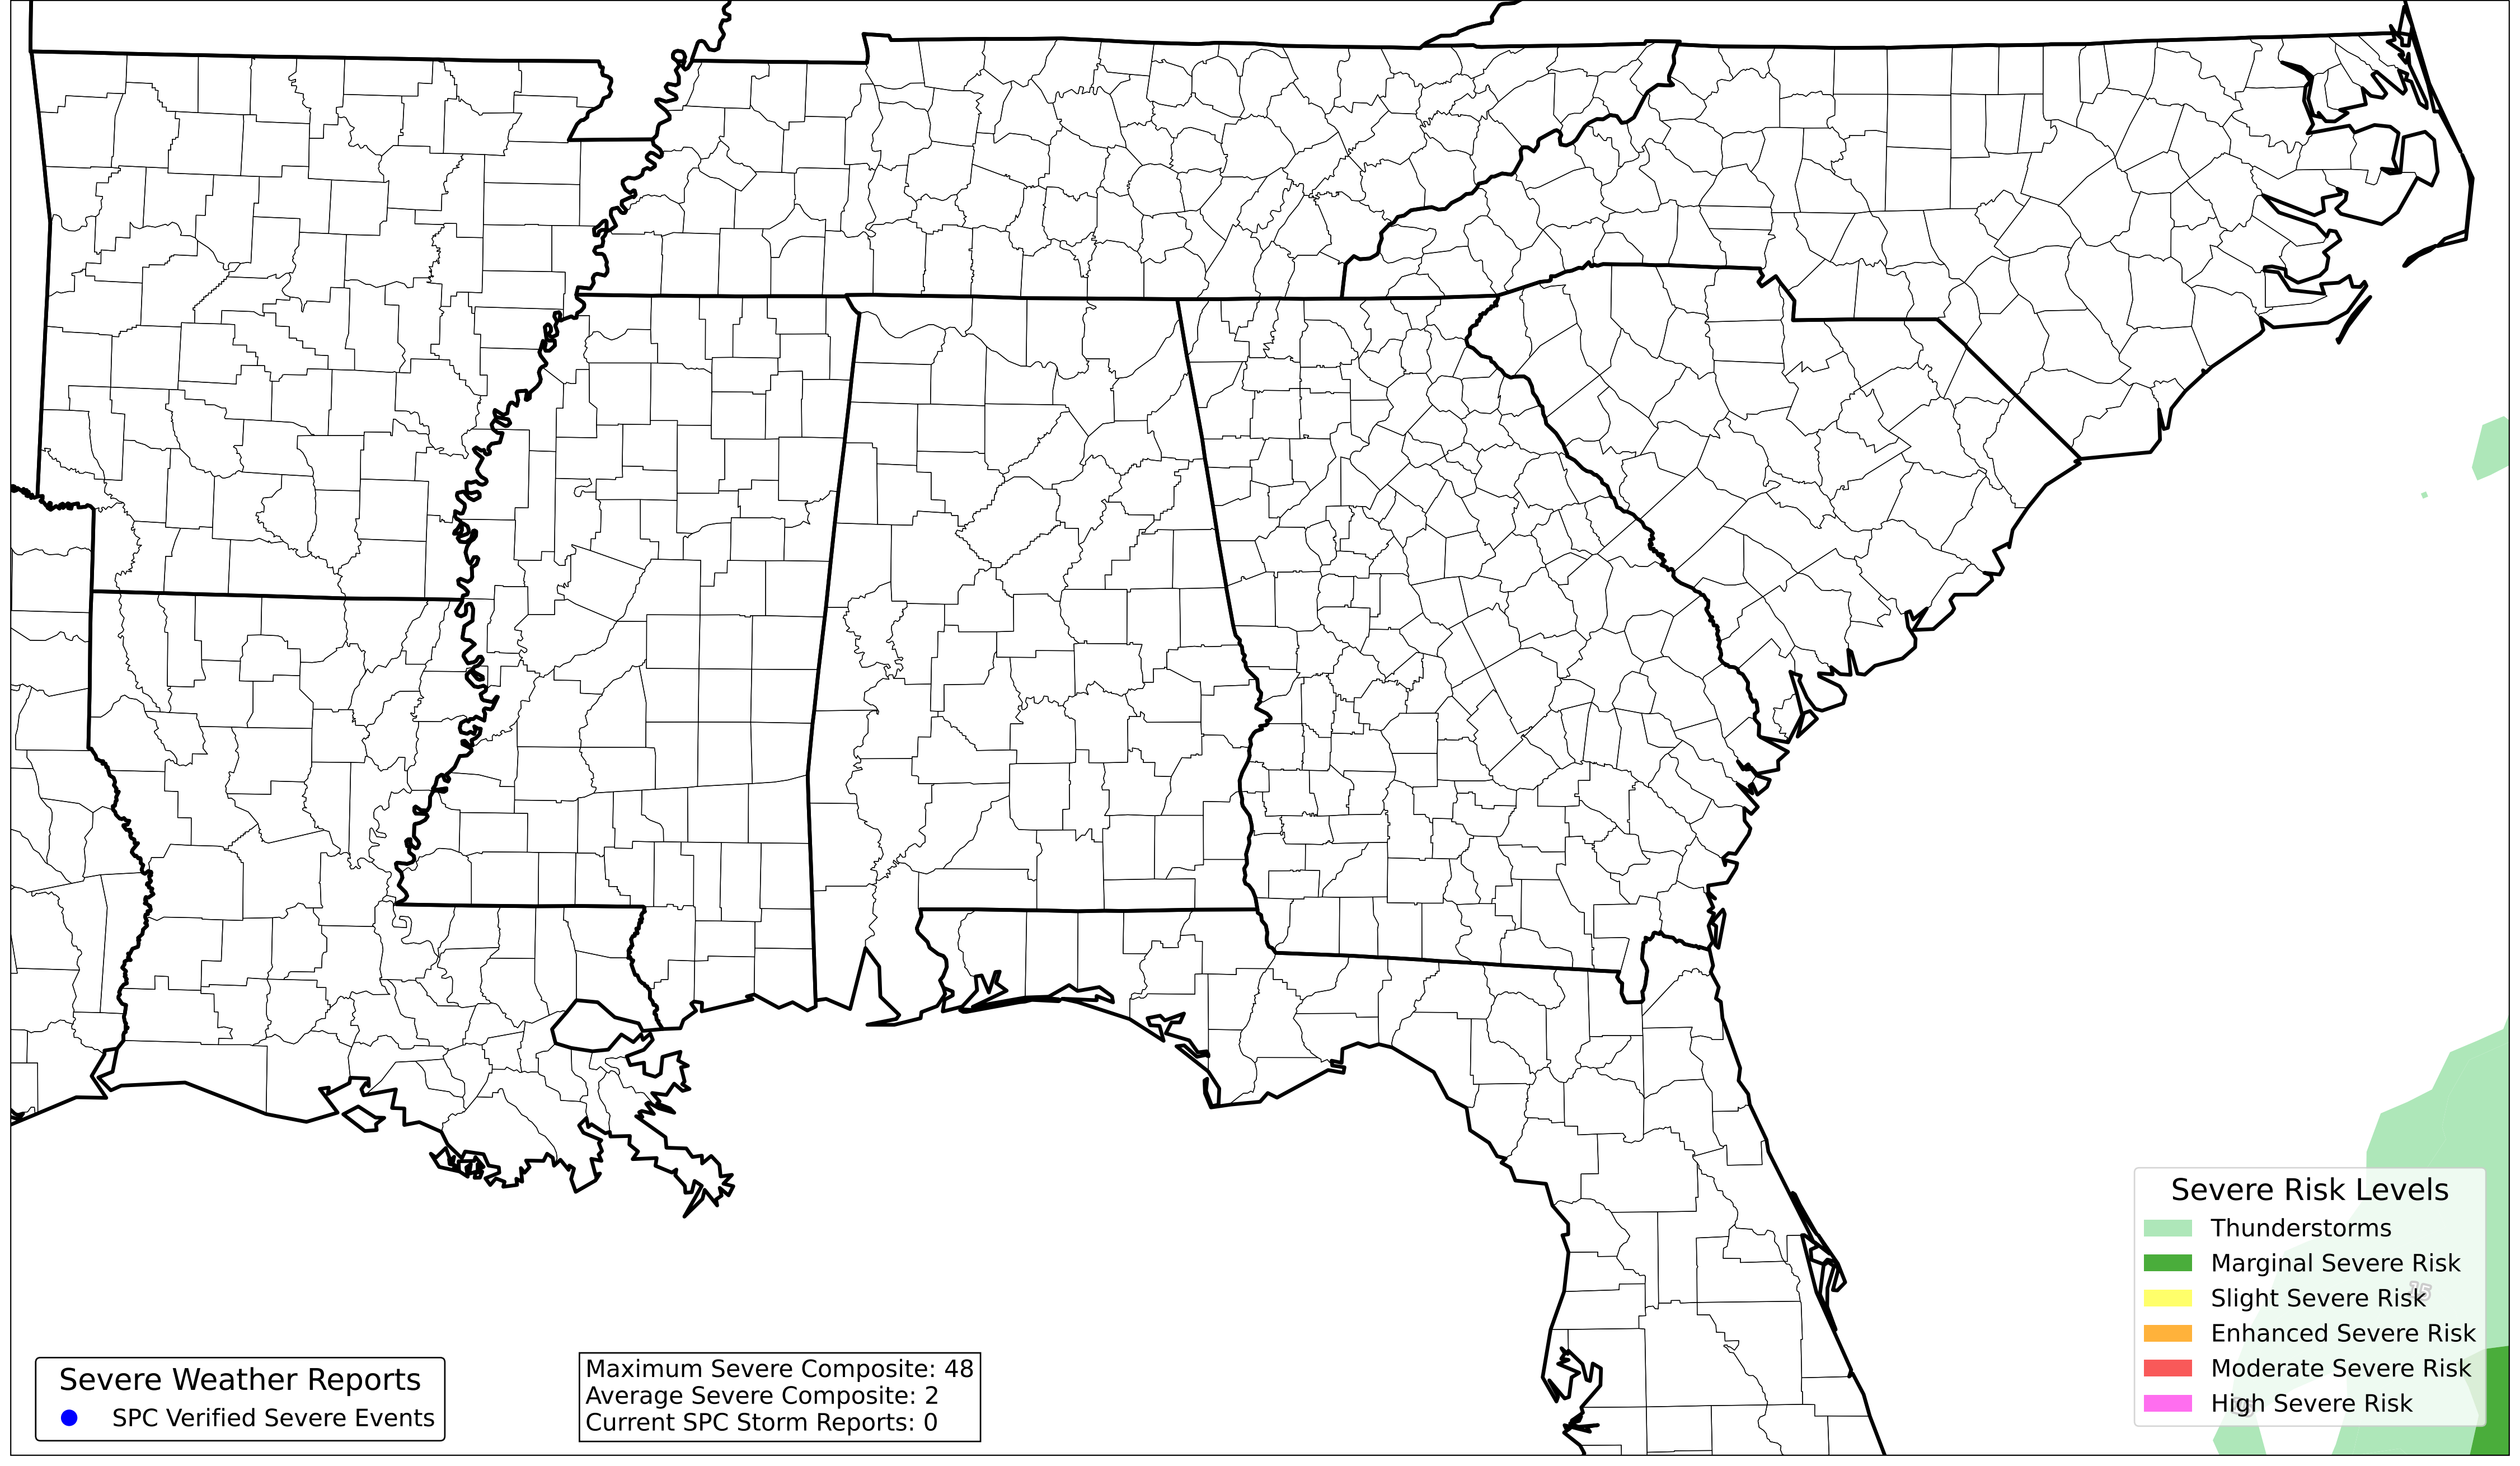 Severe Weather Reports
SPC Verified Severe Events
Maximum Severe Composite: 48
Average Severe Composite: 2
Current SPC Storm Reports: 0
Severe Risk Levels
Thunderstorms
Marginal Severe Risk
Slight Severe Risk
Enhanced Severe Risk
Moderate Severe Risk
High Severe Risk